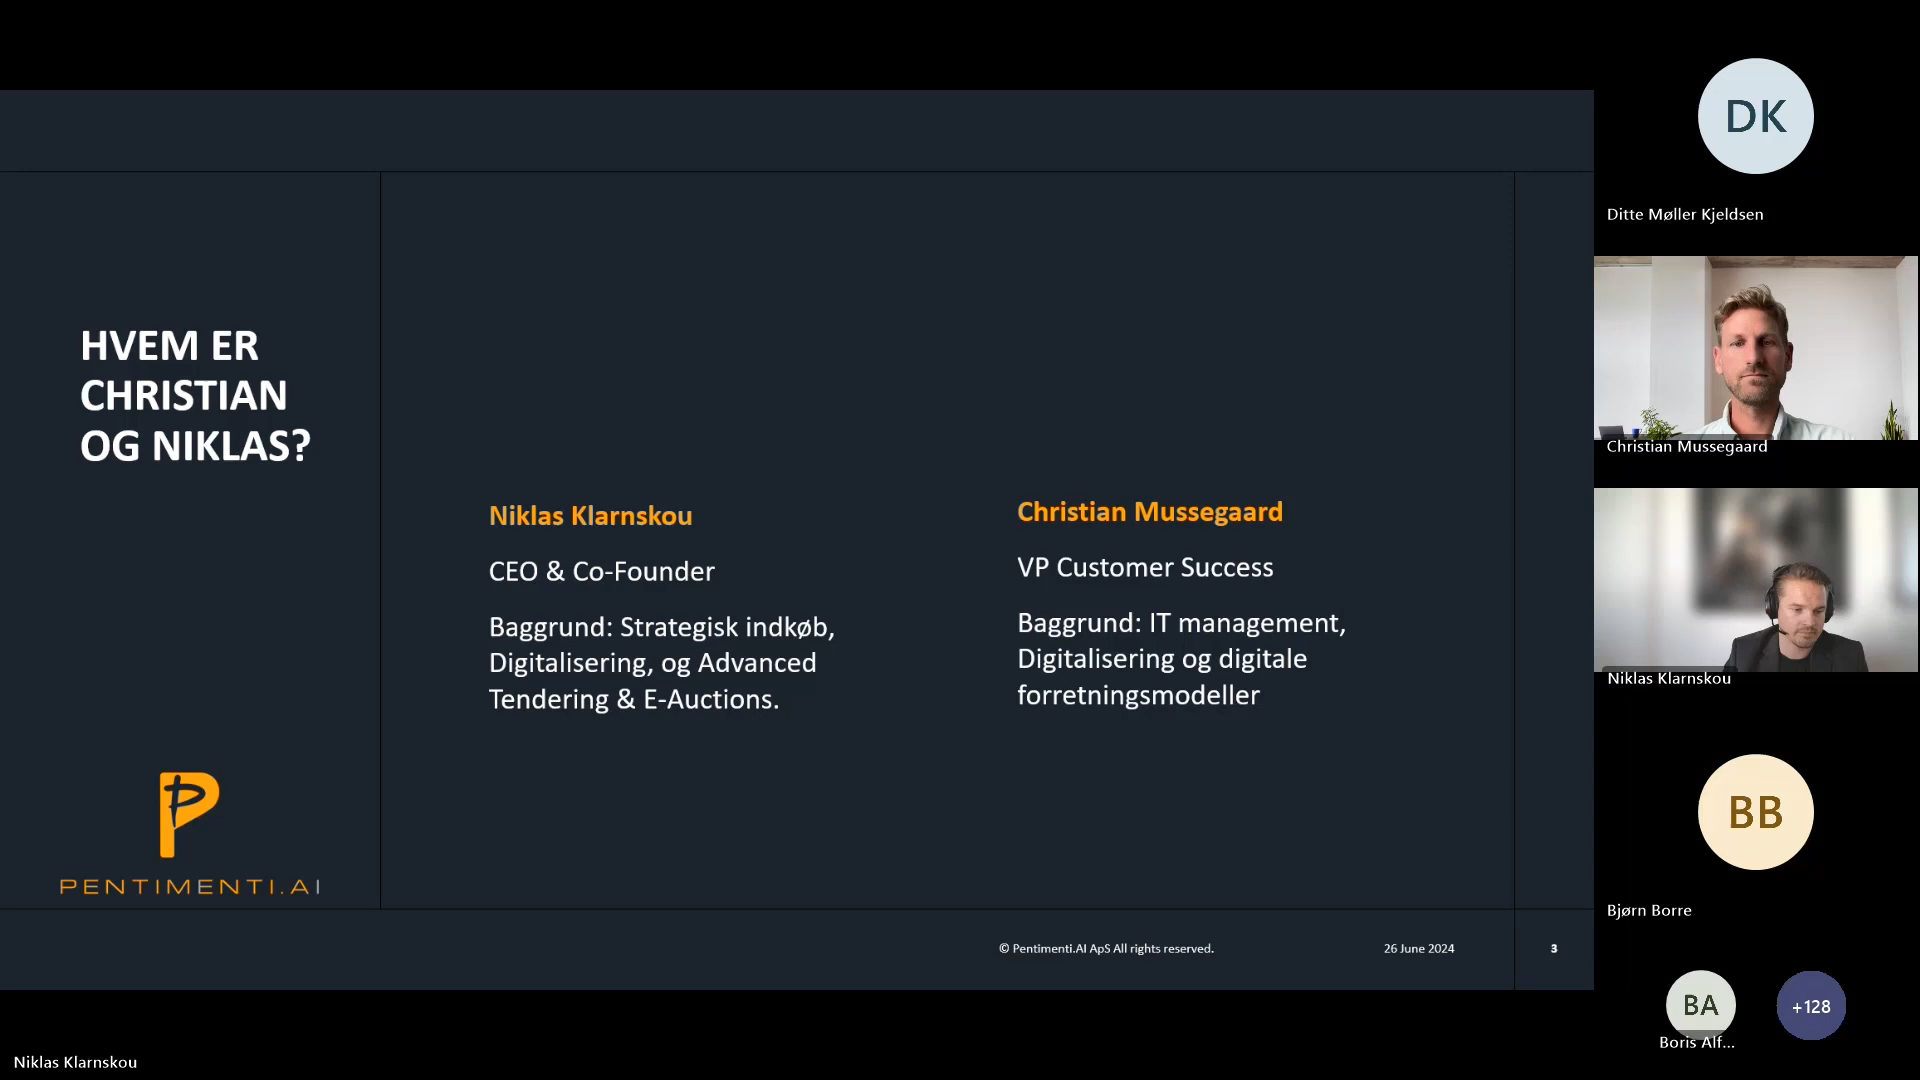 HVEM ER
CHRISTIAN
OG NIKLAS?
PENTIMENTI.AI
Niklas Klarnskou
CEO & Co-Founder
Baggrund: Strategisk indkøb,
Digitalisering, og Advanced
Tendering & E-Auctions.
Christian Mussegaard
VP Customer Success
Baggrund: IT management,
Digitalisering og digitale
forretningsmodeller
© Pentimenti.AI ApS All rights reserved.
26 June 2024
3
DK
Ditte Møller Kjeldsen
Christian Mussegaard
Niklas Klarnskou
BB
Bjørn Borre
BA
Boris Alf...
+128
Niklas Klarnskou